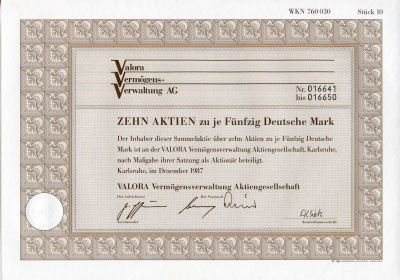 WKN 760 030 Stück 10
Valora
Vermögens-
Verwaltung AG
Nr. 016641
bis 016650
ZEHN AKTIEN zu je Fünfzig Deutsche Mark
Der Inhaber dieser Sammelaktie über zehn Aktien zu je Fünfzig Deutsche
Mark ist an der VALORA Vermögensverwaltung Aktiengesellschaft, Karlsruhe,
nach Maßgabe ihrer Satzung als Aktionär beteiligt.
Karlsruhe, im Dezember 1987
VALORA Vermögensverwaltung Aktiengesellschaft
Der Aufsichtsrat Der Vorstand
Vorsitzender
Kontrollunterschrift